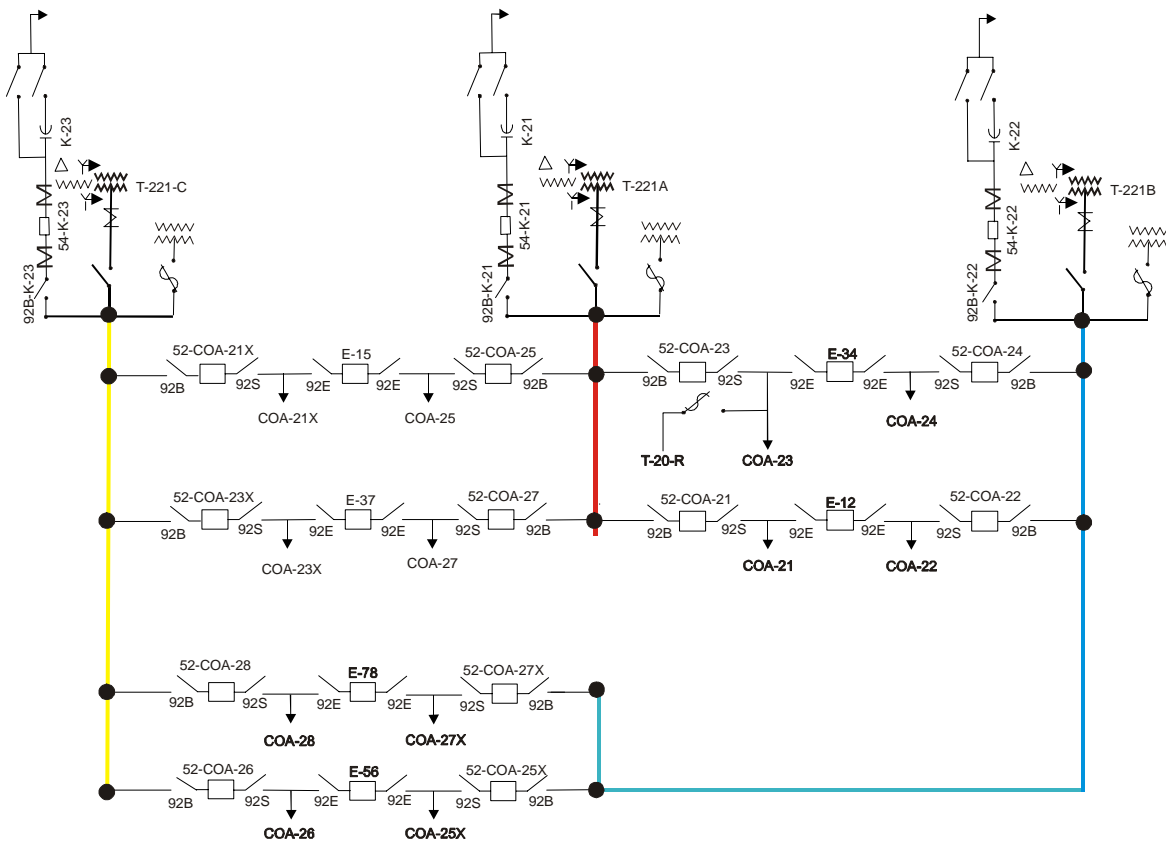 K-23
T-221-C
54-K-23
92B-K-23
K-21
T-221A
54-K-21
92B-K-21
K-22
T-221B
54-K-22
92B-K-22
52-COA-21X E-15 52-COA-25 52-COA-23 E-34 52-COA-24
92B 92S 92E 92E 92S 92B 92B 92S 92E 92E 92S 92B
COA-21X COA-25 COA-24
T-20-R COA-23
52-COA-23X E-37 52-COA-27 52-COA-21 E-12 52-COA-22
92B 92S 92E 92E 92S 92B 92B 92S 92E 92E 92S 92B
COA-23X COA-27 COA-21 COA-22
52-COA-28 E-78 52-COA-27X
92B 92S 92E 92E 92S 92B
COA-28 COA-27X
52-COA-26 E-56 52-COA-25X
92B 92S 92E 92E 92S 92B
COA-26 COA-25X